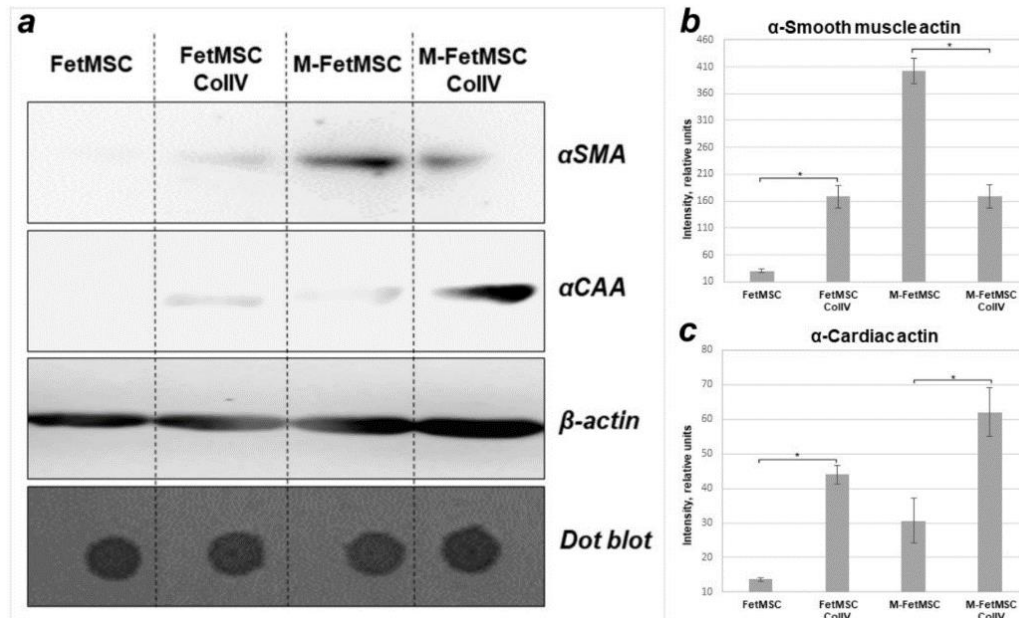 a
FetMSC
FetMSC
CollV
M-FetMSC
M-FetMSC
CollV
αSMA
αCAA
β-actin
Dot blot
b
α-Smooth muscle actin
Intensity, relative units
460
410
360
310
260
210
160
110
60
10
*
*
FetMSC
FetMSC
CollV
M-FetMSC
M-FetMSC
CollV
c
α-Cardiac actin
Intensity, relative units
80
70
60
50
40
30
20
10
*
*
FetMSC
FetMSC
CollV
M-FetMSC
M-FetMSC
CollV